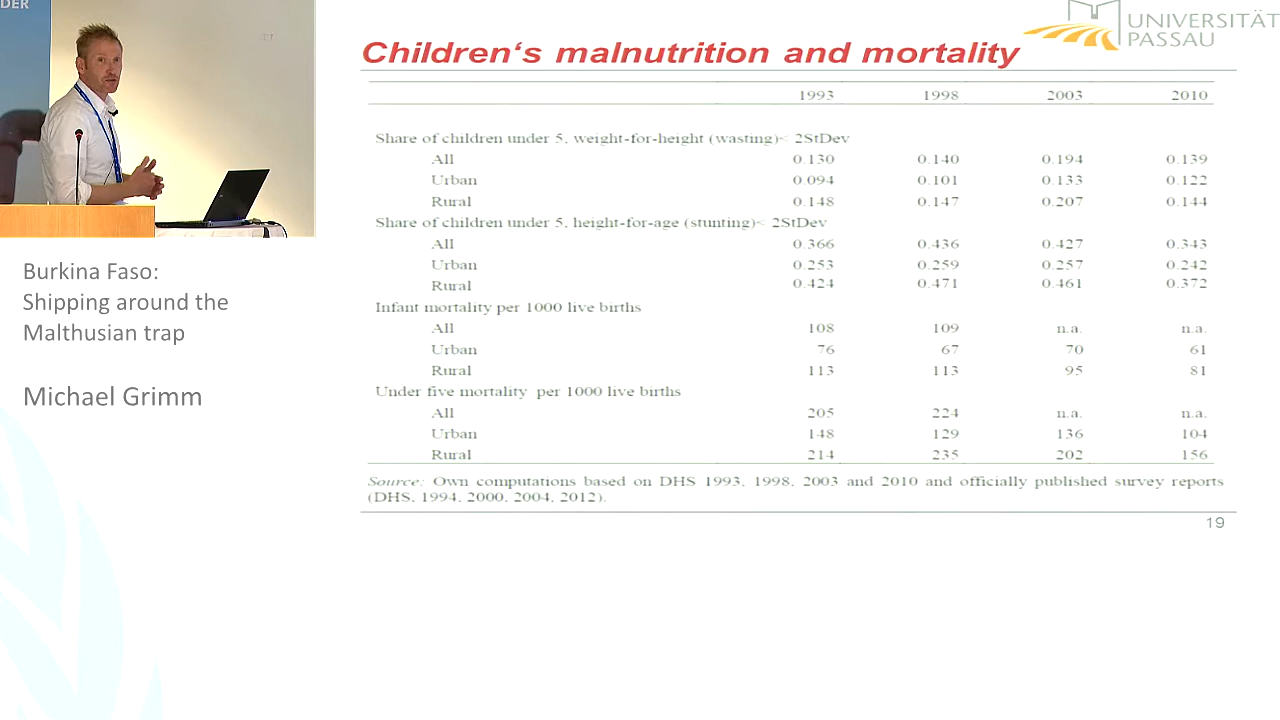 DER
UNIVERSITÄT
PASSAU
Children‘s malnutrition and mortality
1993 1998 2003 2010
Share of children under 5, weight-for-height (wasting)< 2StDev
All 0.130 0.140 0.194 0.139
Urban 0.094 0.101 0.133 0.122
Rural 0.148 0.147 0.207 0.144
Share of children under 5, height-for-age (stunting)< 2StDev
All 0.366 0.436 0.427 0.343
Urban 0.253 0.259 0.257 0.242
Rural 0.424 0.471 0.461 0.372
Infant mortality per 1000 live births
All 108 109 n.a. n.a.
Urban 76 67 70 61
Rural 113 113 95 81
Under five mortality per 1000 live births
All 205 224 n.a. n.a.
Urban 148 129 136 104
Rural 214 235 202 156
Source: Own computations based on DHS 1993, 1998, 2003 and 2010 and officially published survey reports
(DHS, 1994, 2000, 2004, 2012).
19
Burkina Faso:
Shipping around the
Malthusian trap
Michael Grimm